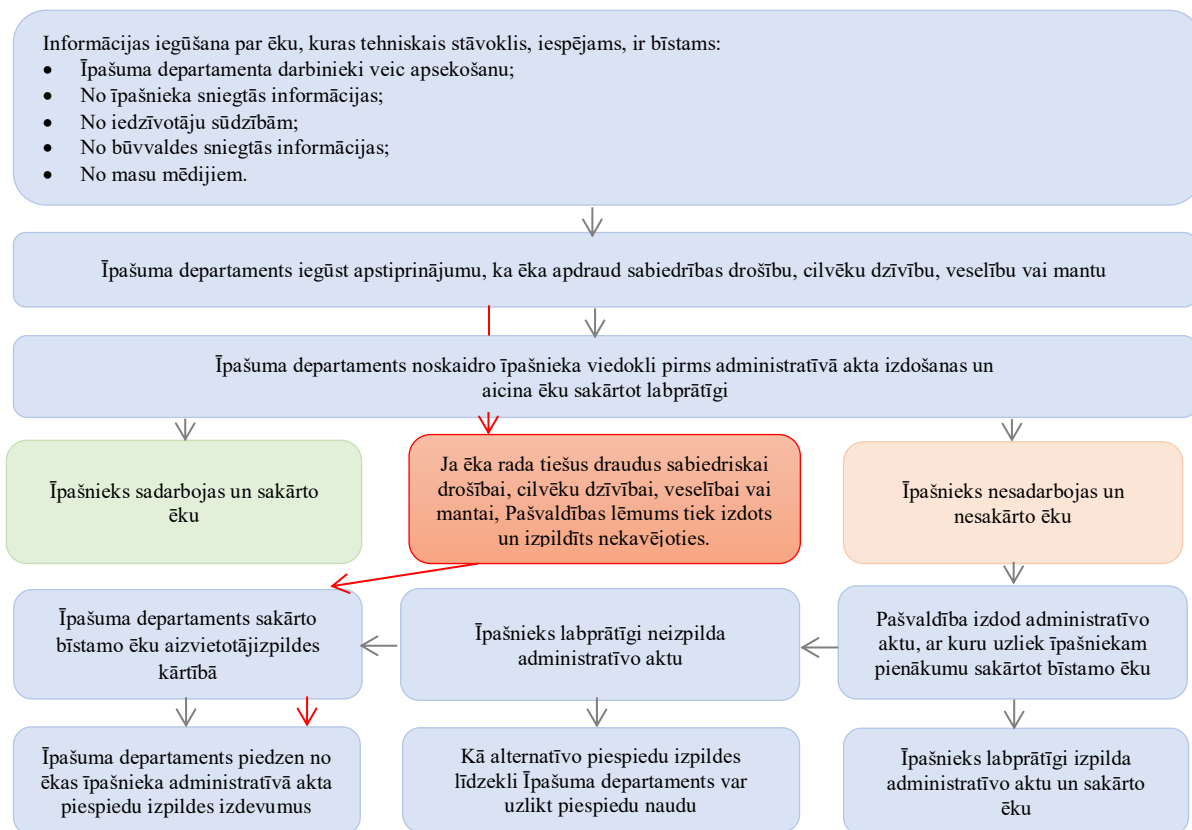 Informācijas iegūšana par ēku, kuras tehniskais stāvoklis, iespējams, ir bīstams:
• Īpašuma departamenta darbinieki veic apsekošanu;
• No īpašnieka sniegtās informācijas;
• No iedzīvotāju sūdzībām;
• No būvvaldes sniegtās informācijas;
• No masu mēdijiem.
Īpašuma departaments iegūst apstiprinājumu, ka ēka apdraud sabiedrības drošību, cilvēku dzīvību, veselību vai mantu
Īpašuma departaments noskaidro īpašnieka viedokli pirms administratīvā akta izdošanas un
aicina ēku sakārtot labprātīgi
Īpašnieks sadarbojas un sakārto
ēku
Ja ēka rada tiešus draudus sabiedriskai
drošībai, cilvēku dzīvībai, veselībai vai
mantai, Pašvaldības lēmums tiek izdots
un izpildīts nekavējoties.
Īpašnieks nesadarbojas un
nesakārto ēku
Īpašuma departaments sakārto
bīstamo ēku aizvietotājizpildes
kārtībā
Īpašnieks labprātīgi neizpilda
administratīvo aktu
Pašvaldība izdod administratīvo
aktu, ar kuru uzliek īpašniekam
pienākumu sakārtot bīstamo ēku
Īpašuma departaments piedzen no
ēkas īpašnieka administratīvā akta
piespiedu izpildes izdevumus
Kā alternatīvo piespiedu izpildes
līdzekli Īpašuma departaments var
uzlikt piespiedu naudu
Īpašnieks labprātīgi izpilda
administratīvo aktu un sakārto
ēku